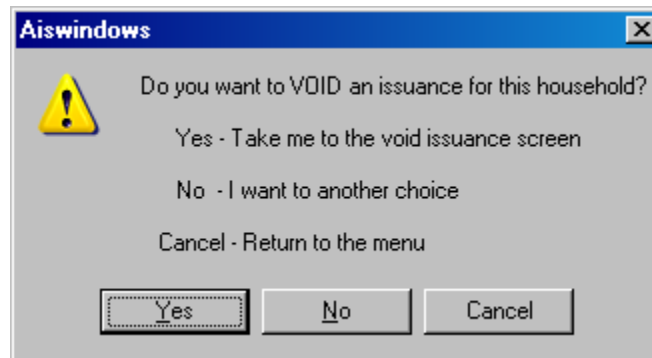 Aiswindows
Do you want to VOID an issuance for this household?
Yes - Take me to the void issuance screen
No - I want to another choice
Cancel - Return to the menu
Yes No Cancel